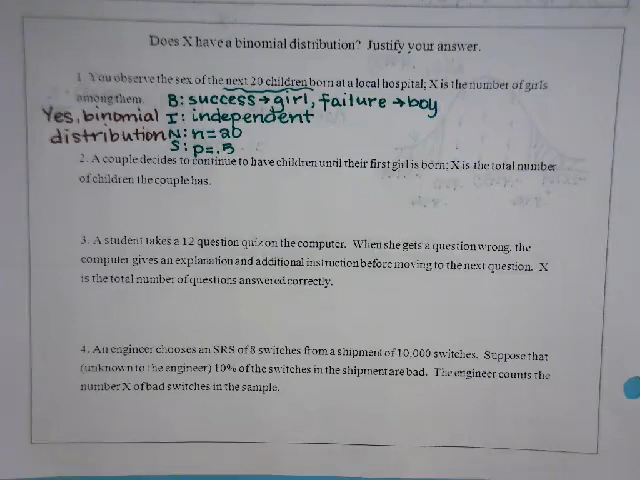 Does X have a binomial distribution? Justify your answer.
1. You observe the sex of the next 20 children born at a local hospital; X is the number of girls
among them. B: success → girl, failure → boy
Yes, binomial I: independent
distribution N: n=20
S: p=.5
2. A couple decides to continue to have children until their first girl is born; X is the total number
of children the couple has.
3. A student takes a 12 question quiz on the computer. When she gets a question wrong, the
computer gives an explanation and additional instruction before moving to the next question. X
is the total number of questions answered correctly.
4. An engineer chooses an SRS of 8 switches from a shipment of 10,000 switches. Suppose that
(unknown to the engineer) 10% of the switches in the shipment are bad. The engineer counts the
number X of bad switches in the sample.